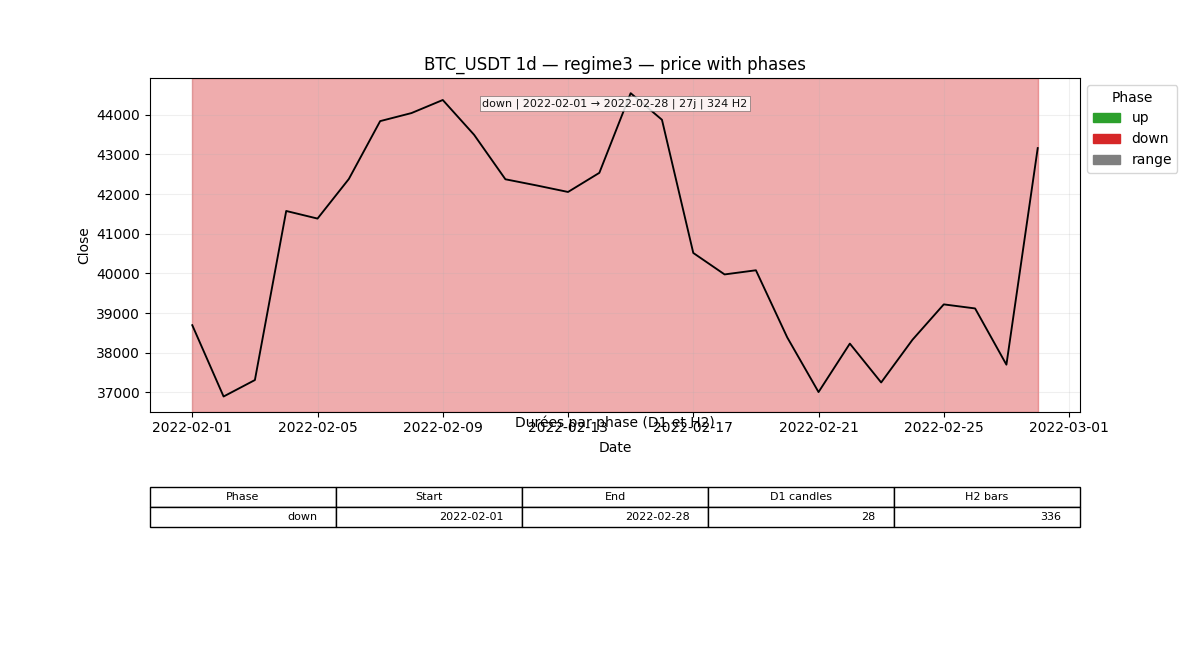 BTC_USDT 1d — regime3 — price with phases
down | 2022-02-01 → 2022-02-28 | 27j | 324 H2
Phase
up
down
range
Close
44000
43000
42000
41000
40000
39000
38000
37000
2022-02-01 2022-02-05 2022-02-09 2022-02-13 2022-02-17 2022-02-21 2022-02-25 2022-03-01
Durées par phase (D1 et H2)
Date
Phase Start End D1 candles H2 bars
down 2022-02-01 2022-02-28 28 336